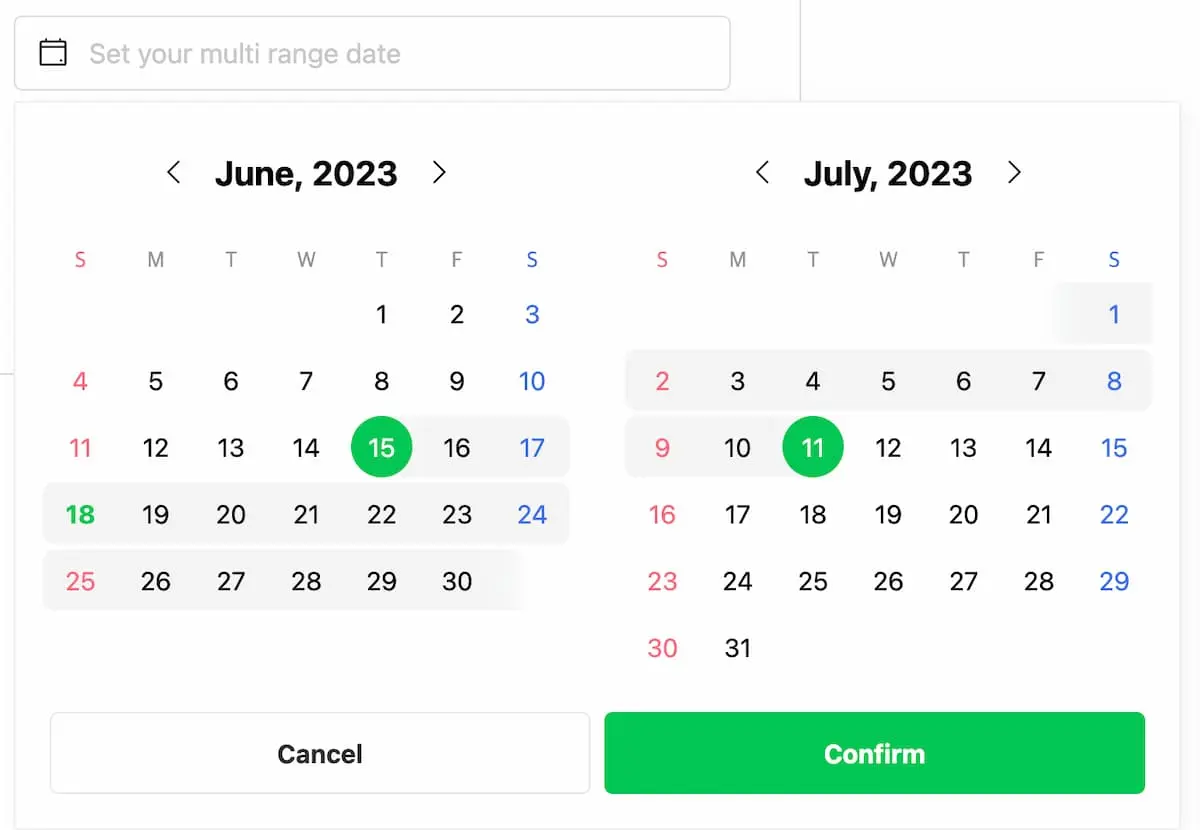 Set your multi range date
June, 2023
S M T W T F S
1 2 3
4 5 6 7 8 9 10
11 12 13 14 15 16 17
18 19 20 21 22 23 24
25 26 27 28 29 30
July, 2023
S M T W T F S
1
2 3 4 5 6 7 8
9 10 11 12 13 14 15
16 17 18 19 20 21 22
23 24 25 26 27 28 29
30 31
Cancel
Confirm